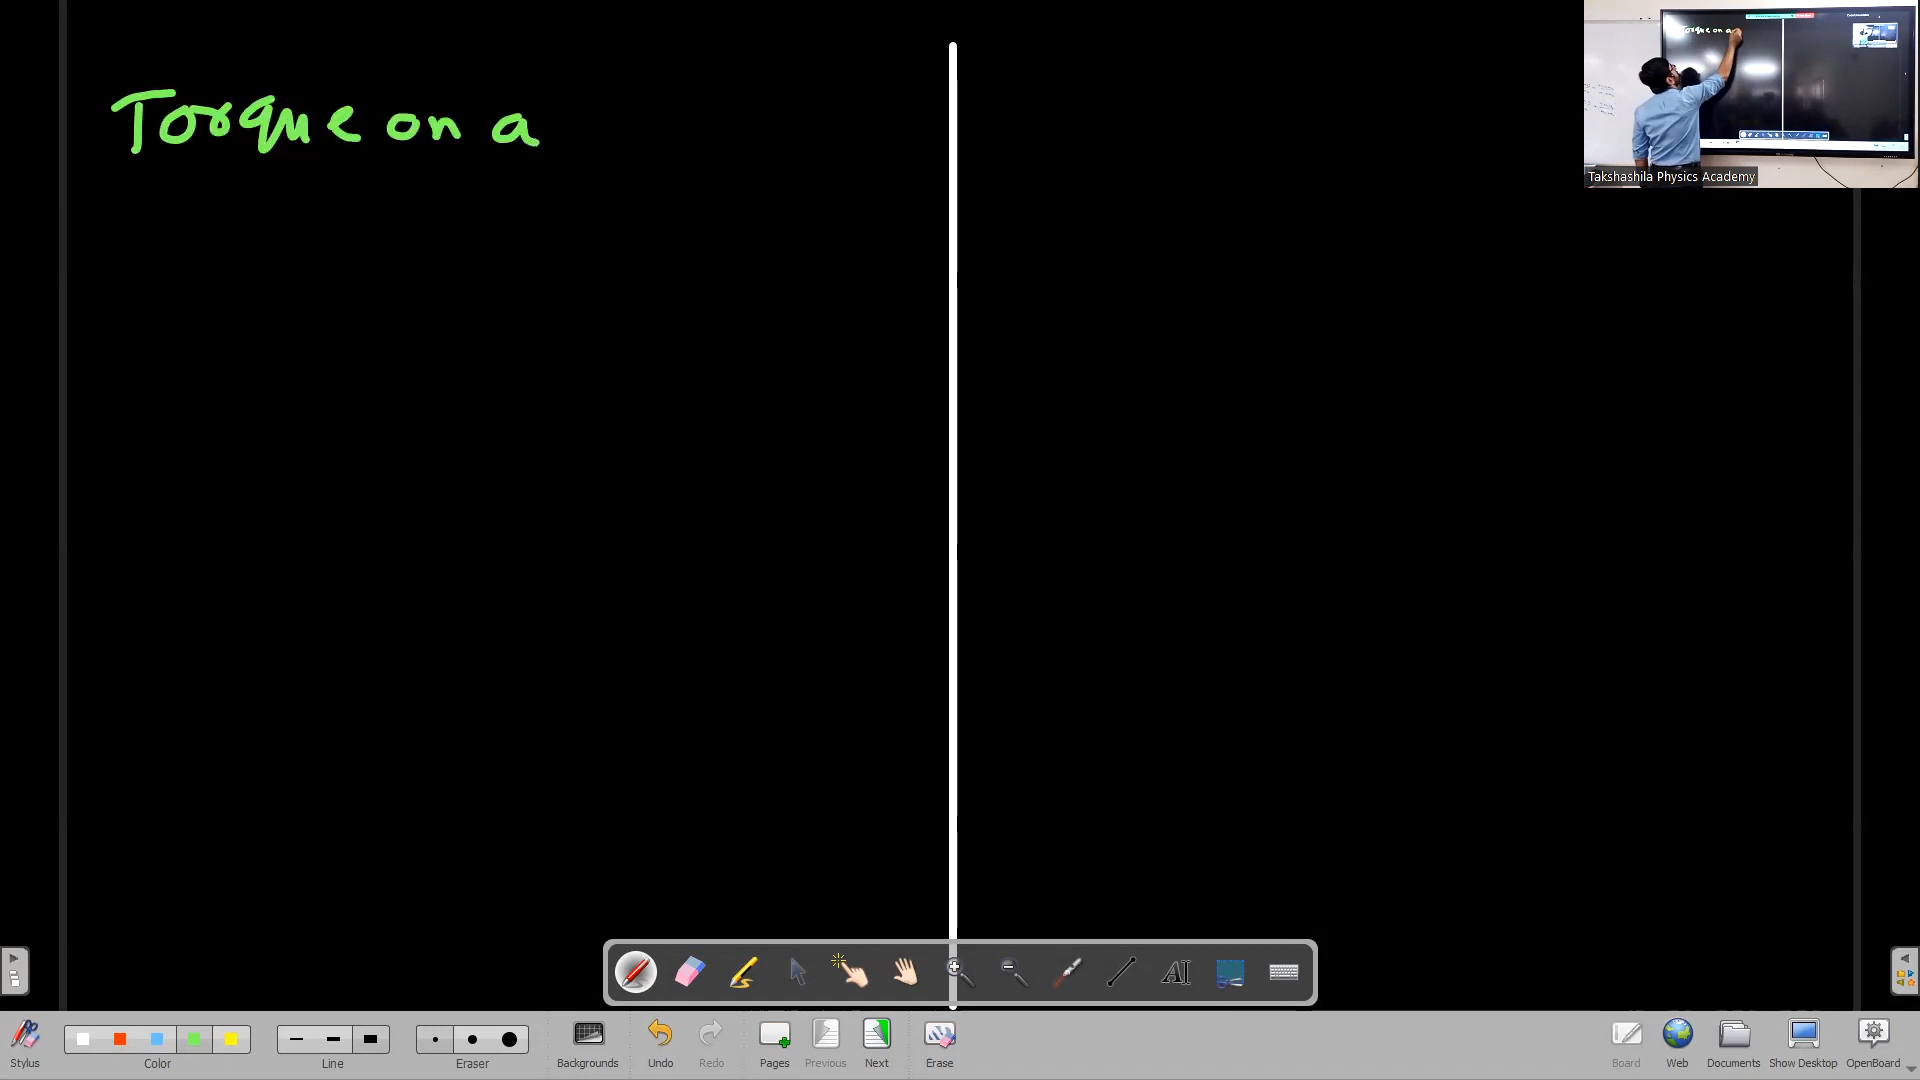 Torque on a
Takshashila Physics Academy
Stylus
Color
Line
Eraser
Backgrounds
Undo
Redo
Pages
Previous
Next
Erase
Board
Web
Documents
Show Desktop
OpenBoard